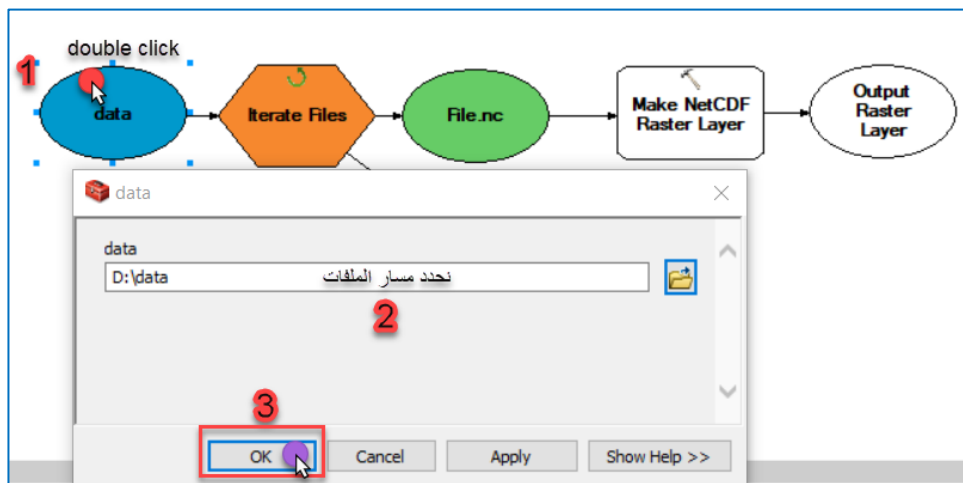 double click
1
data
Iterate Files
File.nc
Make NetCDF
Raster Layer
Output
Raster
Layer
data
data
D:\data نحدد مسار الملفات
2
3
OK Cancel Apply Show Help >>